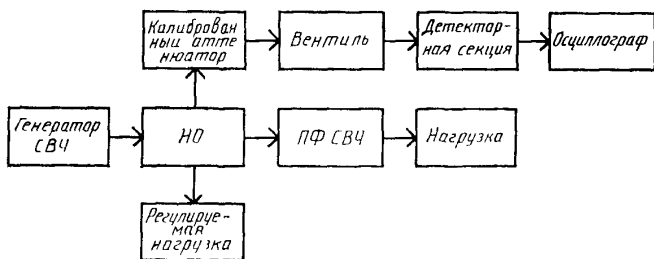 Калиброван
ный атте
нюатор
Вентиль
Детектор-
ная секция
Осциллограф
Генератор
СВЧ
НО
ПФ СВЧ
Нагрузка
Регулируе-
мая
нагрузка